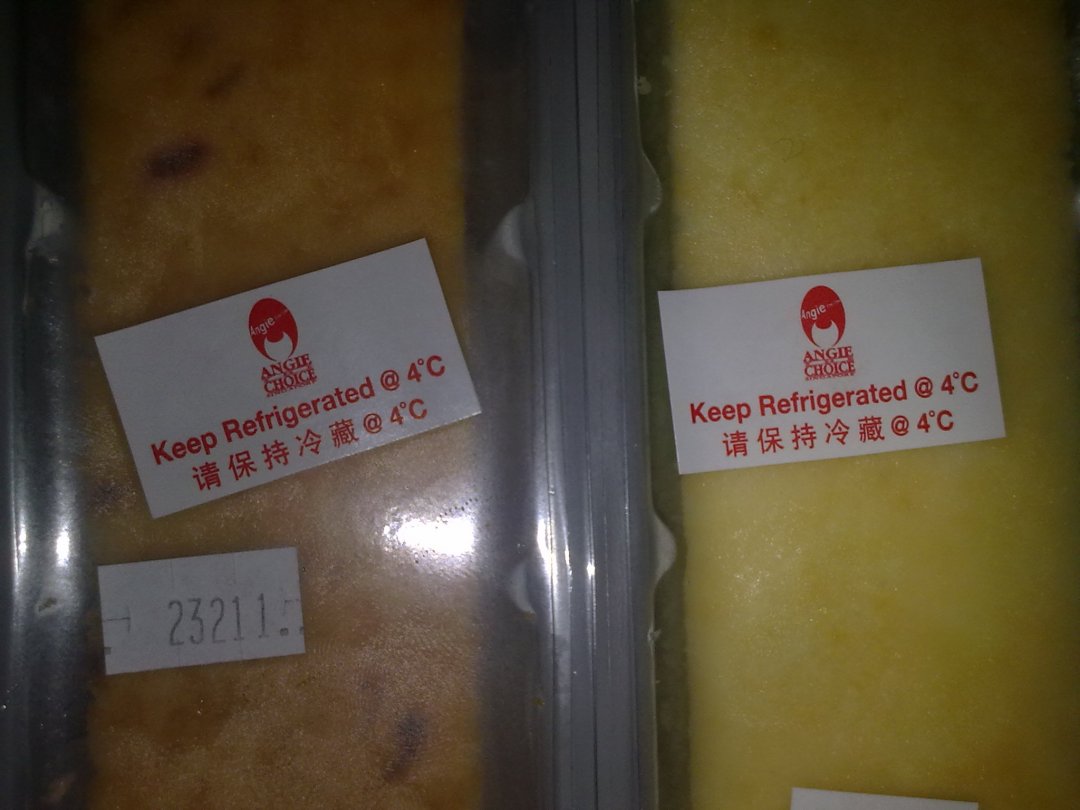 Angie
ANGIE
CHOICE
Keep Refrigerated @ 4°C
请保持冷藏 @ 4°C
23211
Angie
ANGIE
CHOICE
Keep Refrigerated @ 4°C
请保持冷藏 @ 4°C